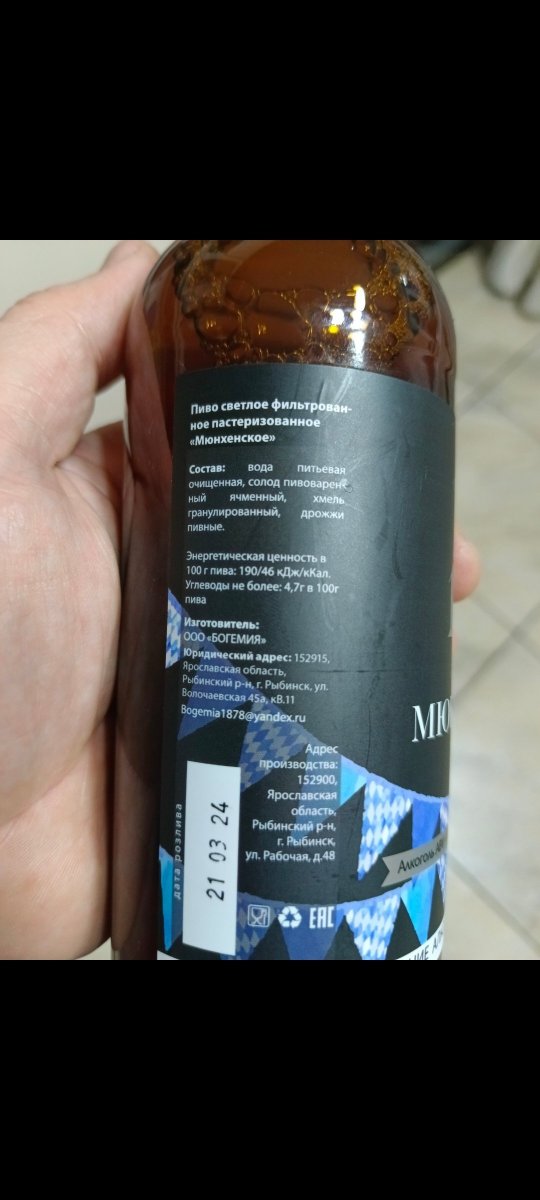 Пиво светлое фильтрован-
ное пастеризованное
«Мюнхенское»
Состав: вода питьевая
очищенная, солод пивоварен-
ный ячменный, хмель
гранулированный, дрожжи
пивные.
Энергетическая ценность в
100 г пива: 190/46 кДж/кКал.
Углеводы не более: 4,7г в 100г
пива
Изготовитель:
ООО «БОГЕМИЯ»
Юридический адрес: 152915,
Ярославская область,
Рыбинский р-н, г. Рыбинск, ул.
Волочаевская 45а, кВ.11
Bogemia1878@yandex.ru
Адрес
производства:
152900,
Ярославская
область,
Рыбинский р-н,
г. Рыбинск,
ул. Рабочая, д.48
дата розлива
21 03 24
EAC
МЮ
Алкоголь